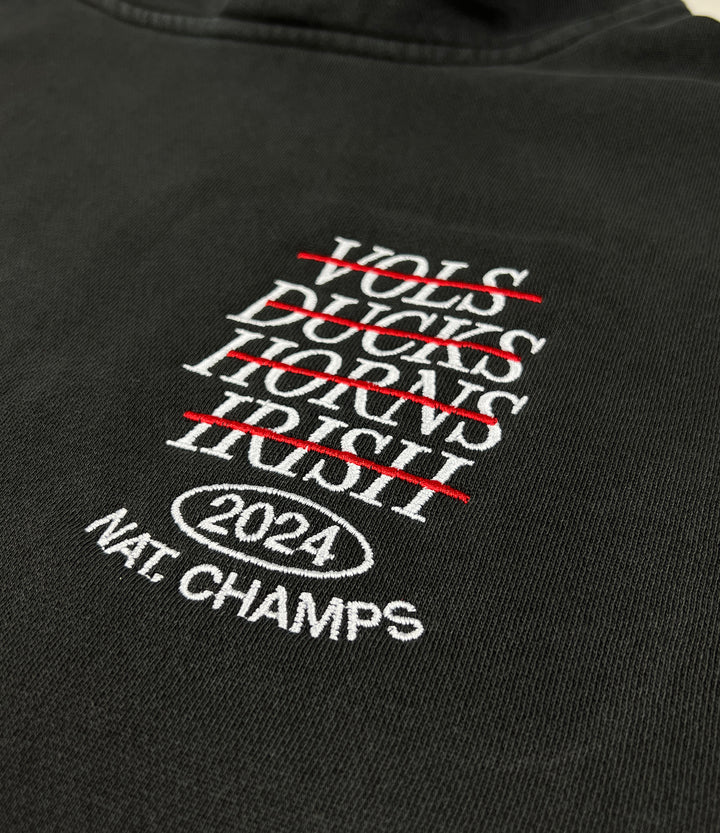 VOLS
DUCKS
HORNS
IRISH
2024
NAT. CHAMPS